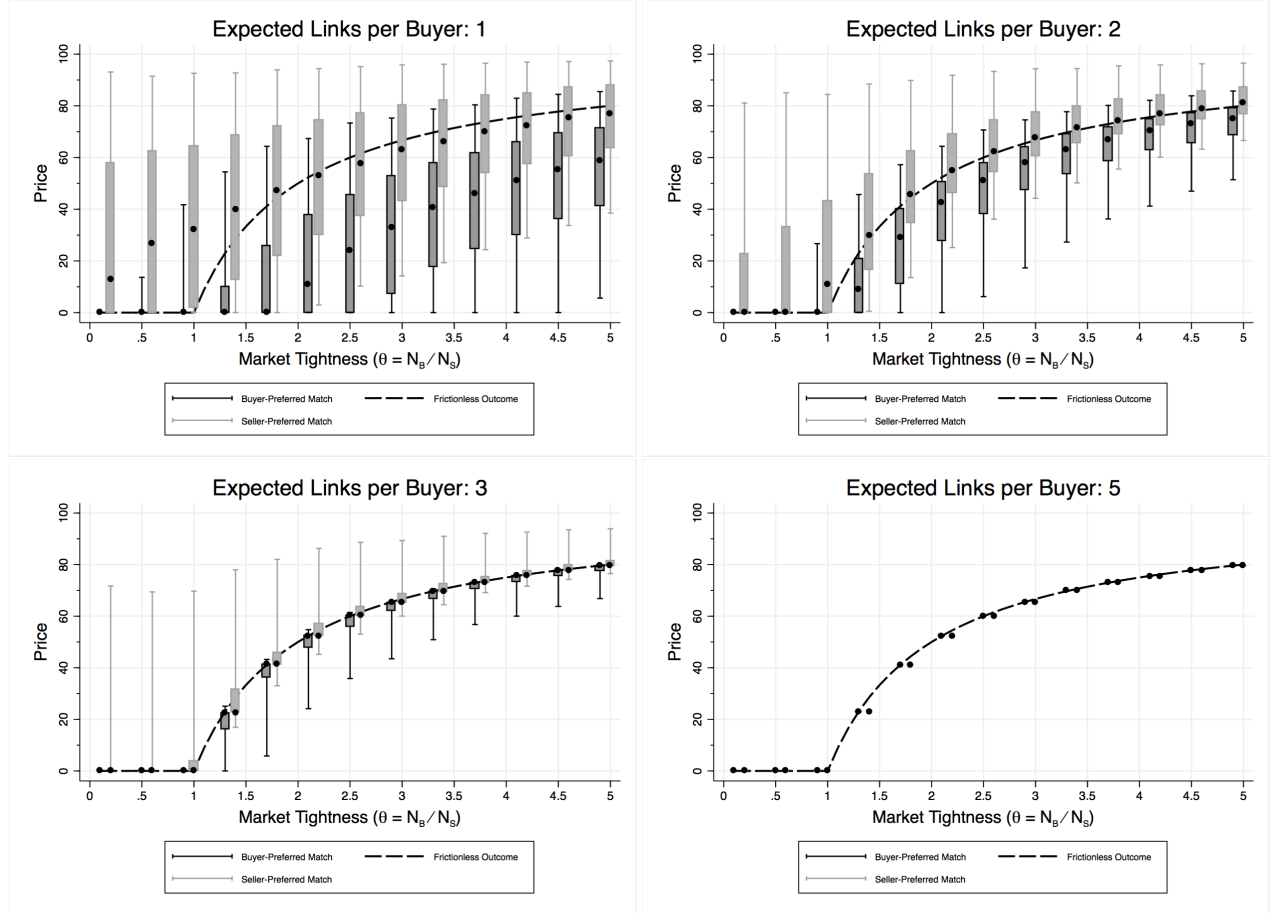 Expected Links per Buyer: 1
Price
0
20
40
60
80
100
0 .5 1 1.5 2 2.5 3 3.5 4 4.5 5
Market Tightness (θ = N_B/N_S)
Buyer-Preferred Match Frictionless Outcome
Seller-Preferred Match
Expected Links per Buyer: 2
Price
0
20
40
60
80
100
0 .5 1 1.5 2 2.5 3 3.5 4 4.5 5
Market Tightness (θ = N_B/N_S)
Buyer-Preferred Match Frictionless Outcome
Seller-Preferred Match
Expected Links per Buyer: 3
Price
0
20
40
60
80
100
0 .5 1 1.5 2 2.5 3 3.5 4 4.5 5
Market Tightness (θ = N_B/N_S)
Buyer-Preferred Match Frictionless Outcome
Seller-Preferred Match
Expected Links per Buyer: 5
Price
0
20
40
60
80
100
0 .5 1 1.5 2 2.5 3 3.5 4 4.5 5
Market Tightness (θ = N_B/N_S)
Buyer-Preferred Match Frictionless Outcome
Seller-Preferred Match